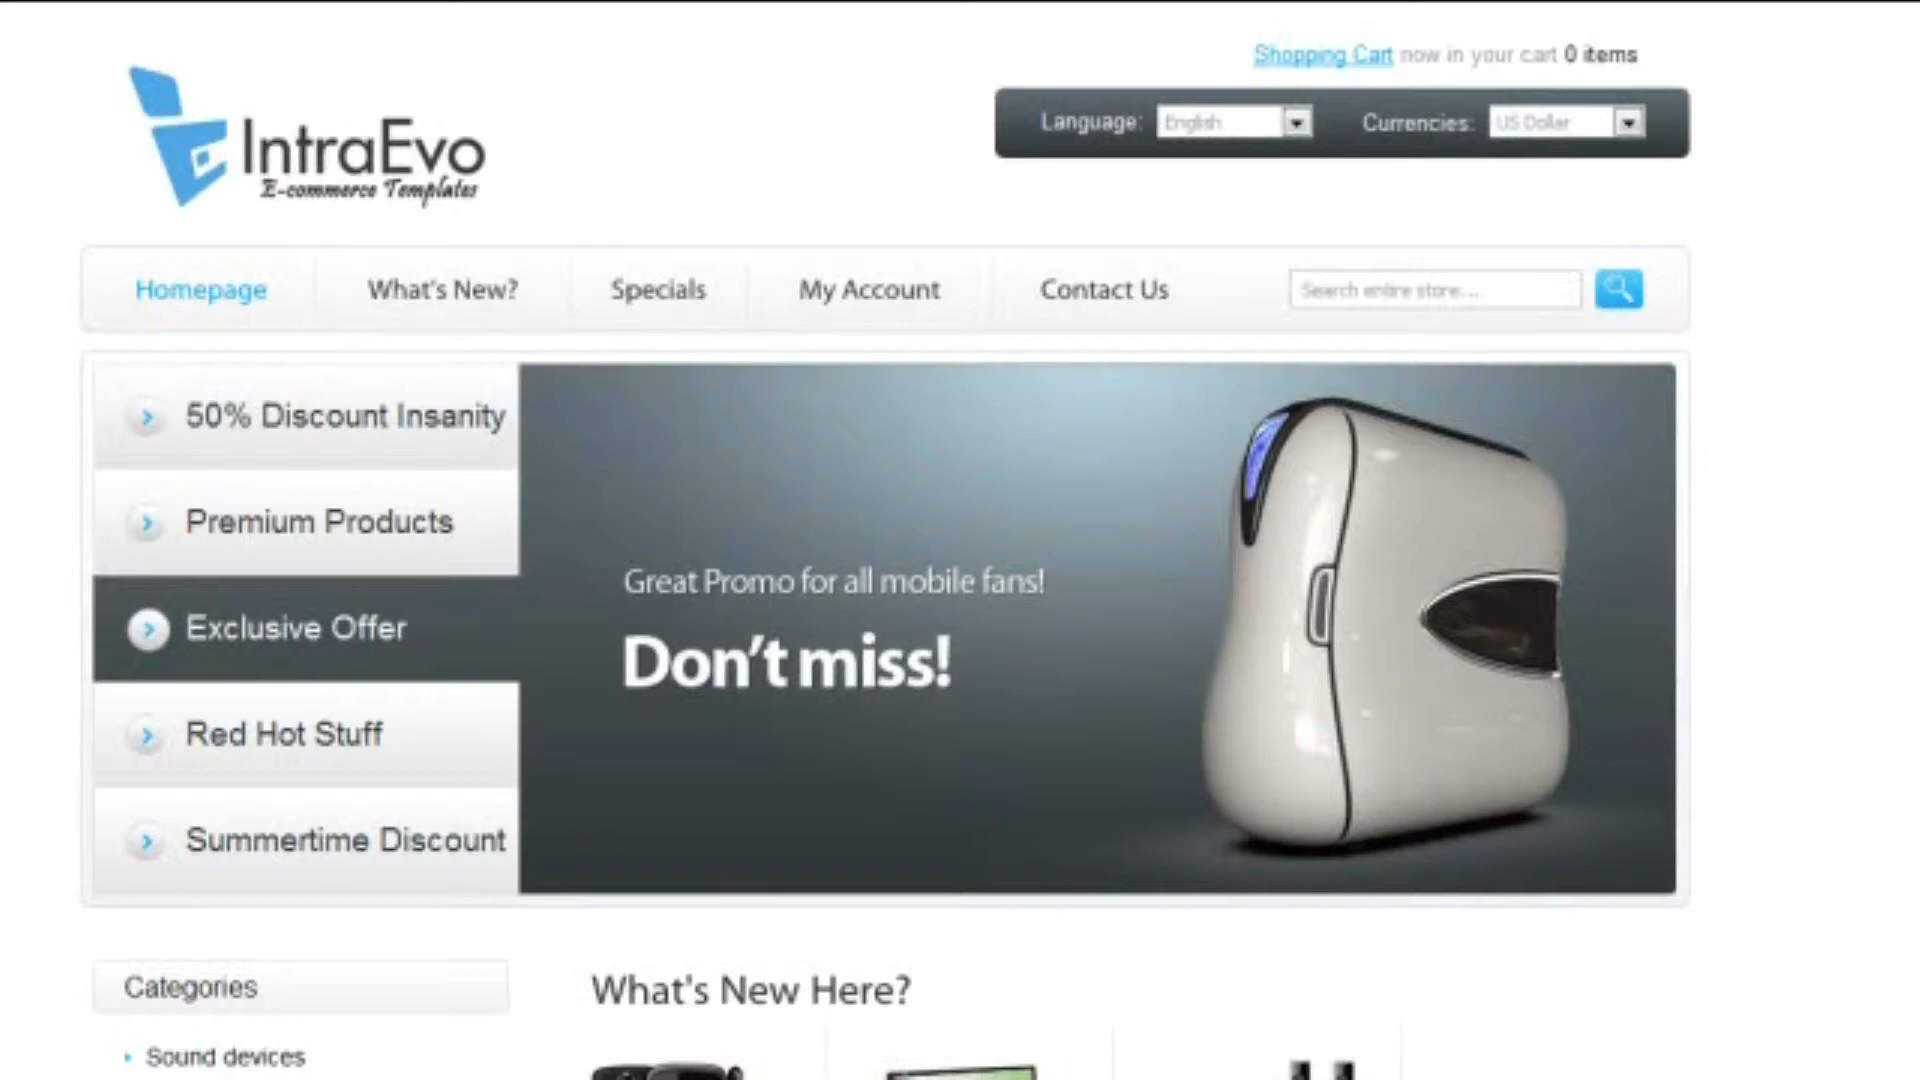 Shopping Cart now in your cart 0 items
IntraEvo
E-commerce Templates
Language: English Currencies: US Dollar
Homepage What's New? Specials My Account Contact Us Search entire store....
50% Discount Insanity
Premium Products
Exclusive Offer
Red Hot Stuff
Summertime Discount
Great Promo for all mobile fans!
Don't miss!
Categories
What's New Here?
Sound devices